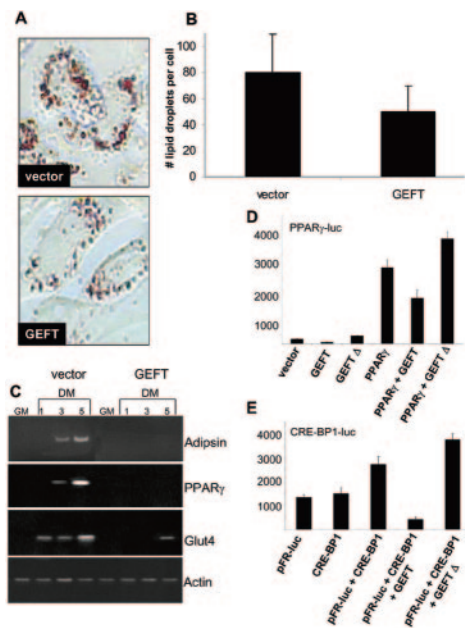 A
vector
GEFT
B
# lipid droplets per cell
100
80
60
40
20
0
vector
GEFT
C
vector
GEFT
DM
DM
GM 1 3 5 GM 1 3 5
Adipsin
PPARγ
Glut4
Actin
D
PPARγ-luc
4000
3000
2000
1000
vector
GEFT
GEFT Δ
PPARγ
PPARγ + GEFT
PPARγ + GEFT Δ
E
CRE-BP1-luc
4000
3000
2000
1000
pFR-luc
CRE-BP1
pFR-luc + CRE-BP1
pFR-luc + CRE-BP1
+ GEFT
pFR-luc + CRE-BP1
+ GEFT Δ